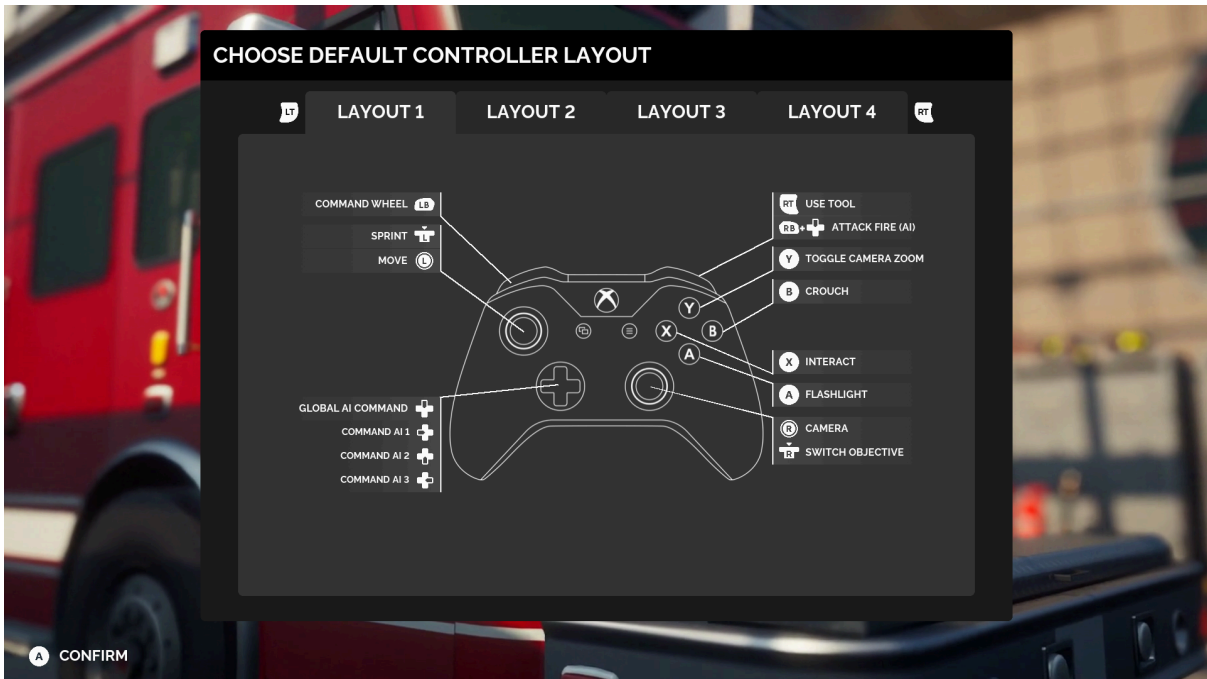 CHOOSE DEFAULT CONTROLLER LAYOUT
LT LAYOUT 1 LAYOUT 2 LAYOUT 3 LAYOUT 4 RT
COMMAND WHEEL LB
SPRINT L
MOVE L
GLOBAL AI COMMAND
COMMAND AI 1
COMMAND AI 2
COMMAND AI 3
Y
X B
A
RT USE TOOL
RB + ATTACK FIRE (AI)
Y TOGGLE CAMERA ZOOM
B CROUCH
X INTERACT
A FLASHLIGHT
R CAMERA
R SWITCH OBJECTIVE
A CONFIRM